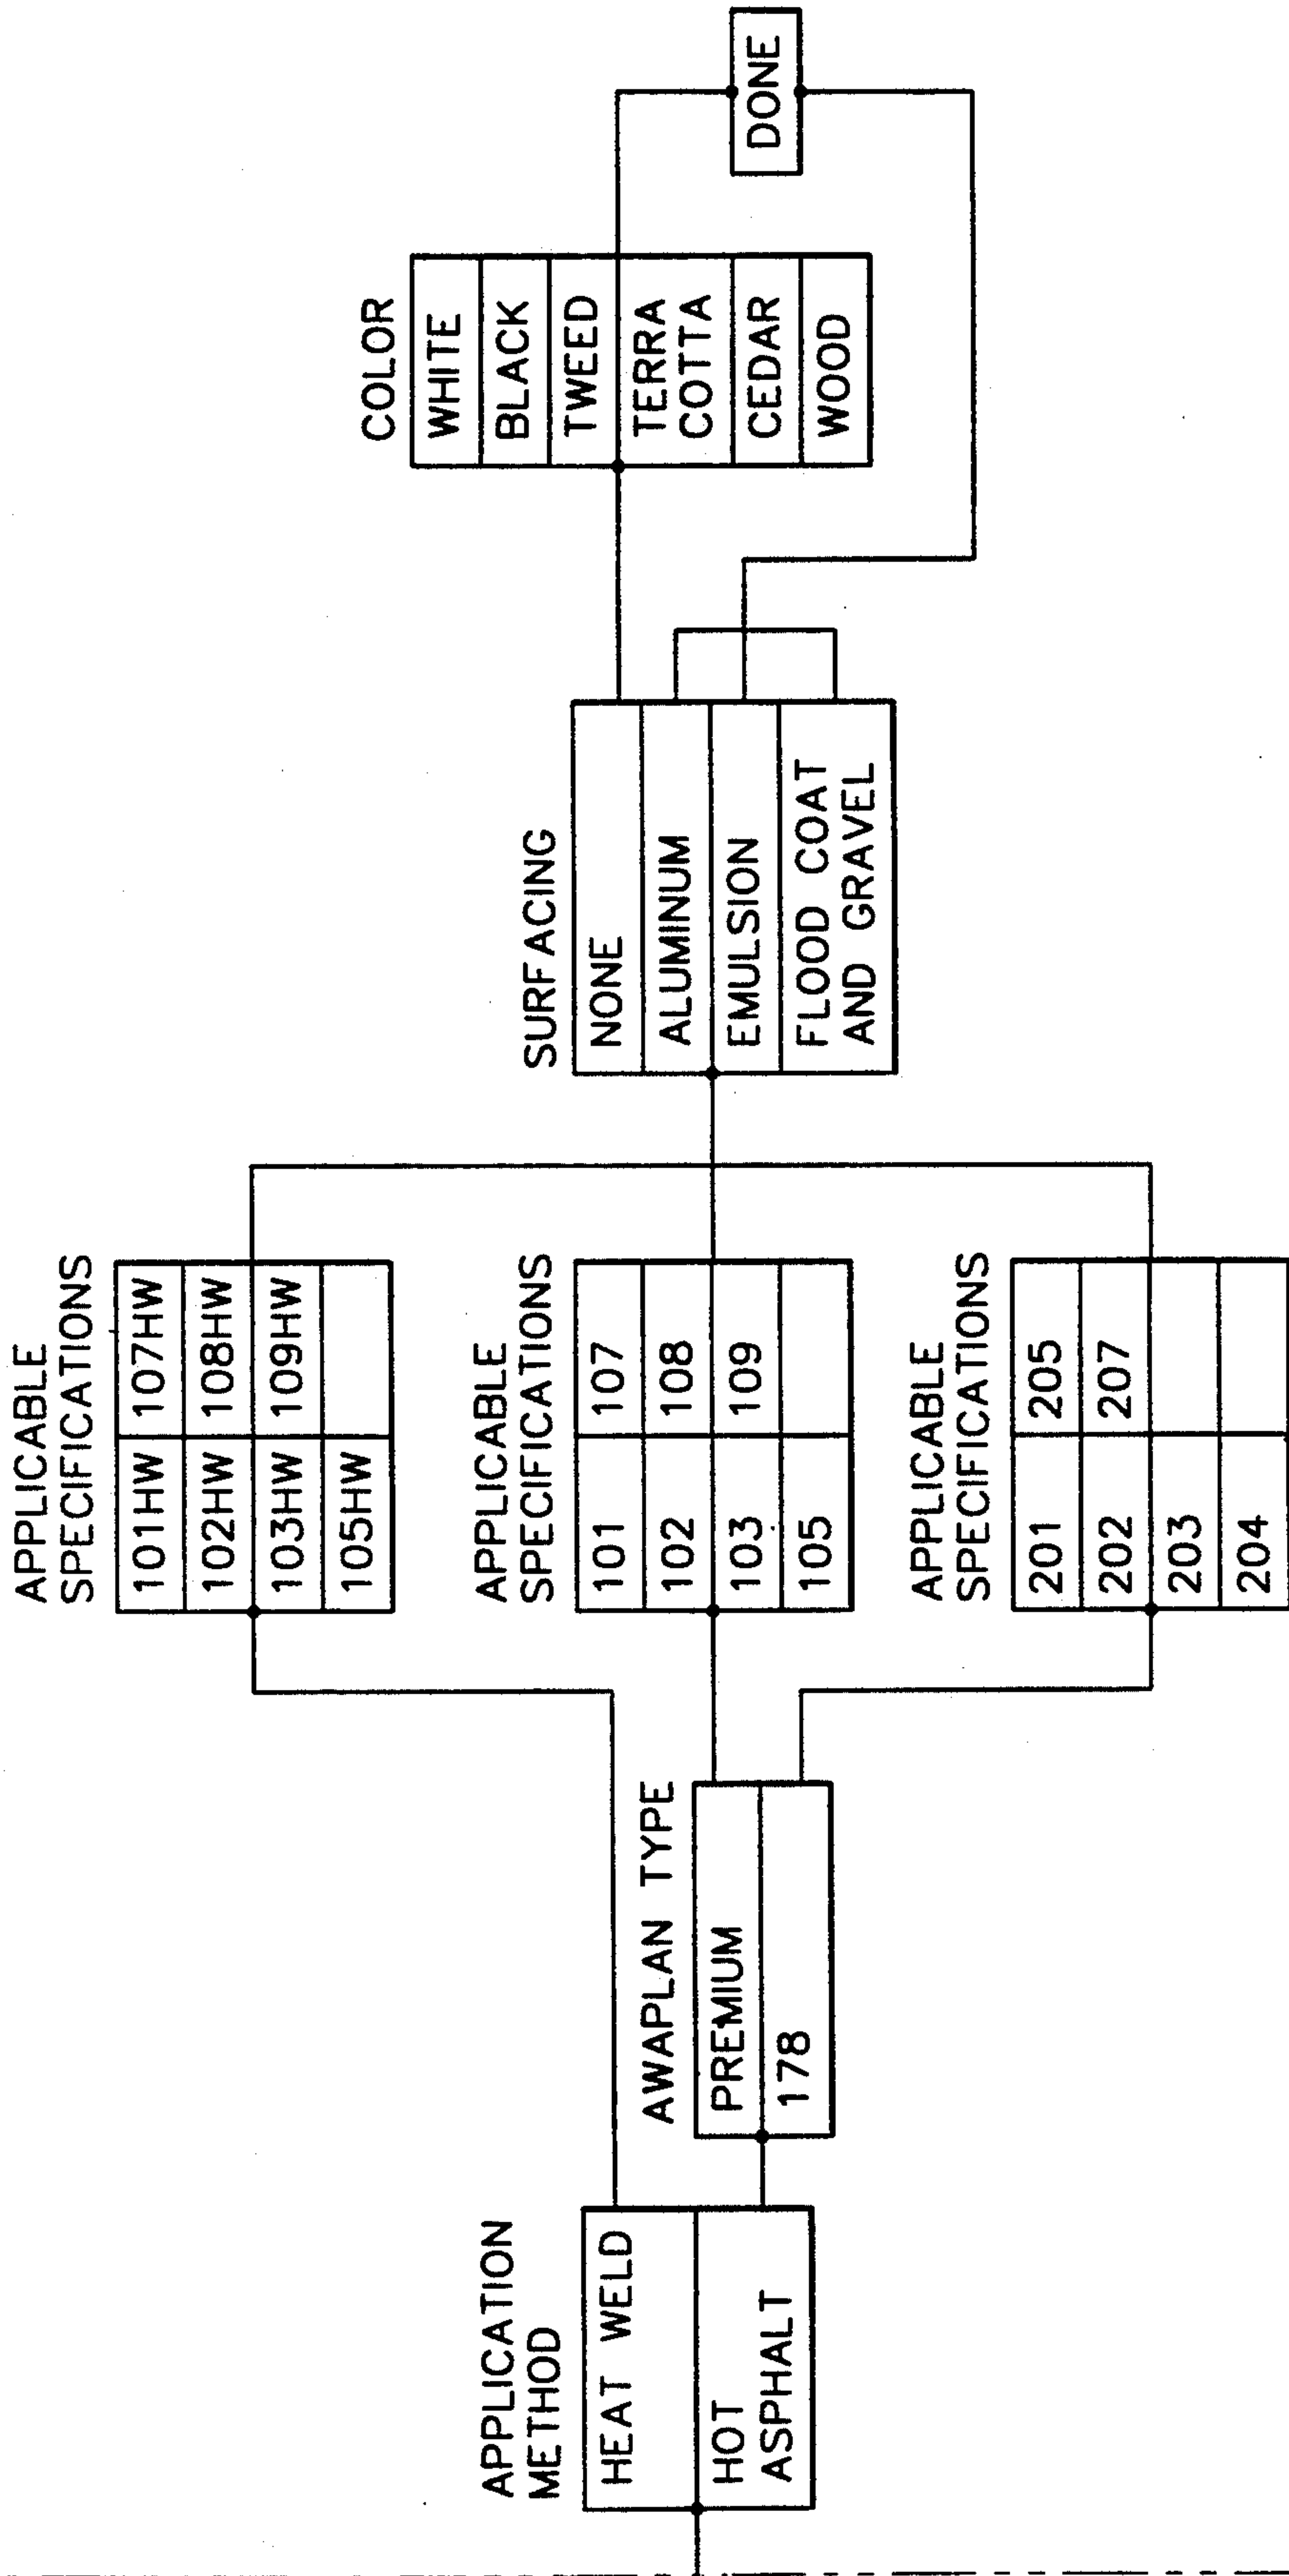 APPLICATION
METHOD
HEAT WELD
HOT
ASPHALT
AWAPLAN TYPE
PREMIUM
178
APPLICABLE
SPECIFICATIONS
101HW 107HW
102HW 108HW
103HW 109HW
105HW
APPLICABLE
SPECIFICATIONS
101 107
102 108
103 109
105
APPLICABLE
SPECIFICATIONS
201 205
202 207
203
204
SURFACING
NONE
ALUMINUM
EMULSION
FLOOD COAT
AND GRAVEL
COLOR
WHITE
BLACK
TWEED
TERRA
COTTA
CEDAR
WOOD
DONE